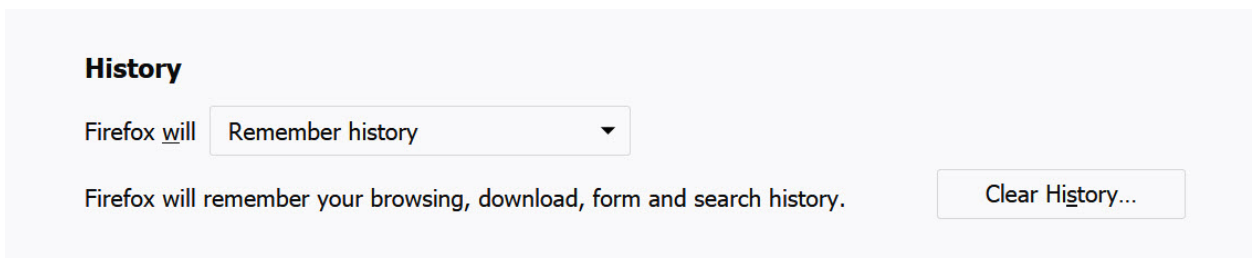 History
Firefox will Remember history
Firefox will remember your browsing, download, form and search history. Clear History...